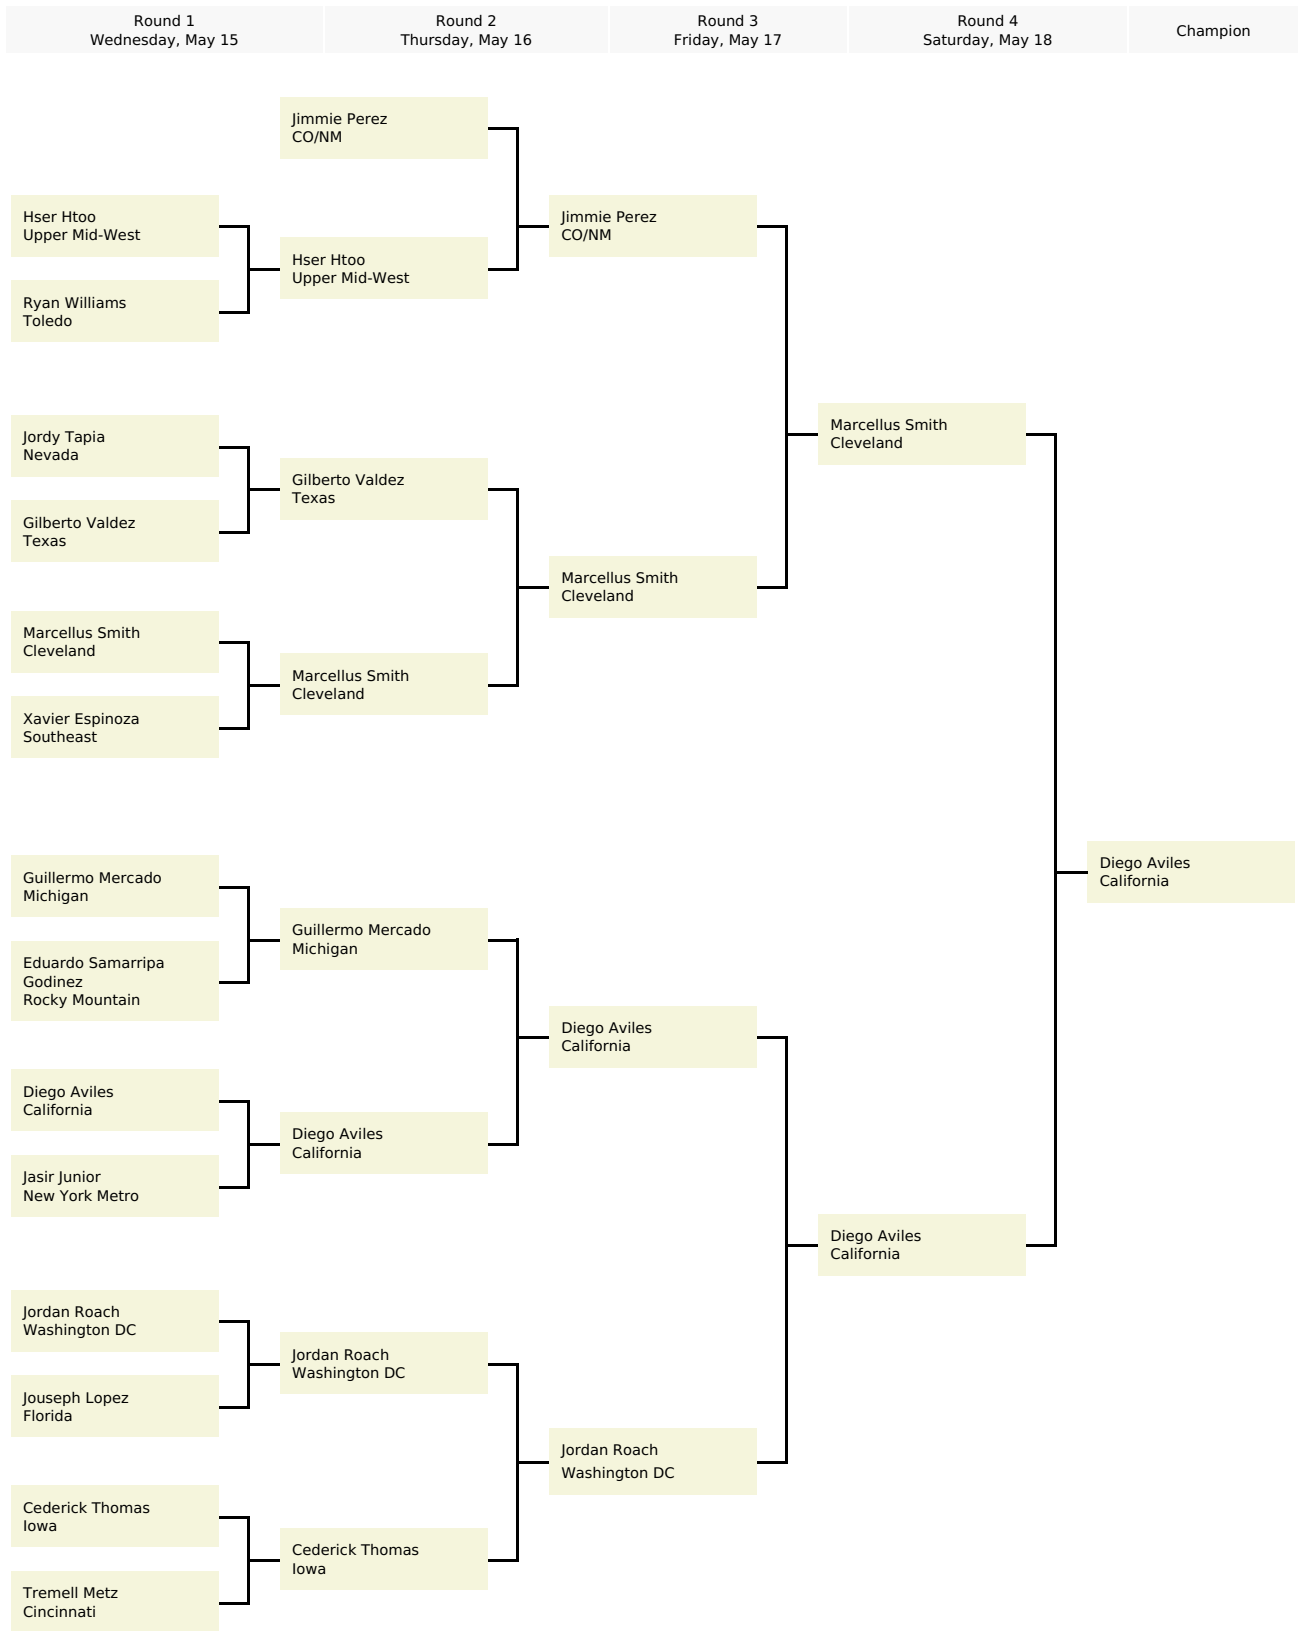 Round 1
Wednesday, May 15
Round 2
Thursday, May 16
Round 3
Friday, May 17
Round 4
Saturday, May 18
Champion
Jimmie Perez
CO/NM
Hser Htoo
Upper Mid-West
Ryan Williams
Toledo
Hser Htoo
Upper Mid-West
Jimmie Perez
CO/NM
Jordy Tapia
Nevada
Gilberto Valdez
Texas
Gilberto Valdez
Texas
Marcellus Smith
Cleveland
Xavier Espinoza
Southeast
Marcellus Smith
Cleveland
Marcellus Smith
Cleveland
Marcellus Smith
Cleveland
Guillermo Mercado
Michigan
Eduardo Samarripa
Godinez
Rocky Mountain
Guillermo Mercado
Michigan
Diego Aviles
California
Jasir Junior
New York Metro
Diego Aviles
California
Diego Aviles
California
Jordan Roach
Washington DC
Jouseph Lopez
Florida
Jordan Roach
Washington DC
Cederick Thomas
Iowa
Tremell Metz
Cincinnati
Cederick Thomas
Iowa
Jordan Roach
Washington DC
Diego Aviles
California
Diego Aviles
California